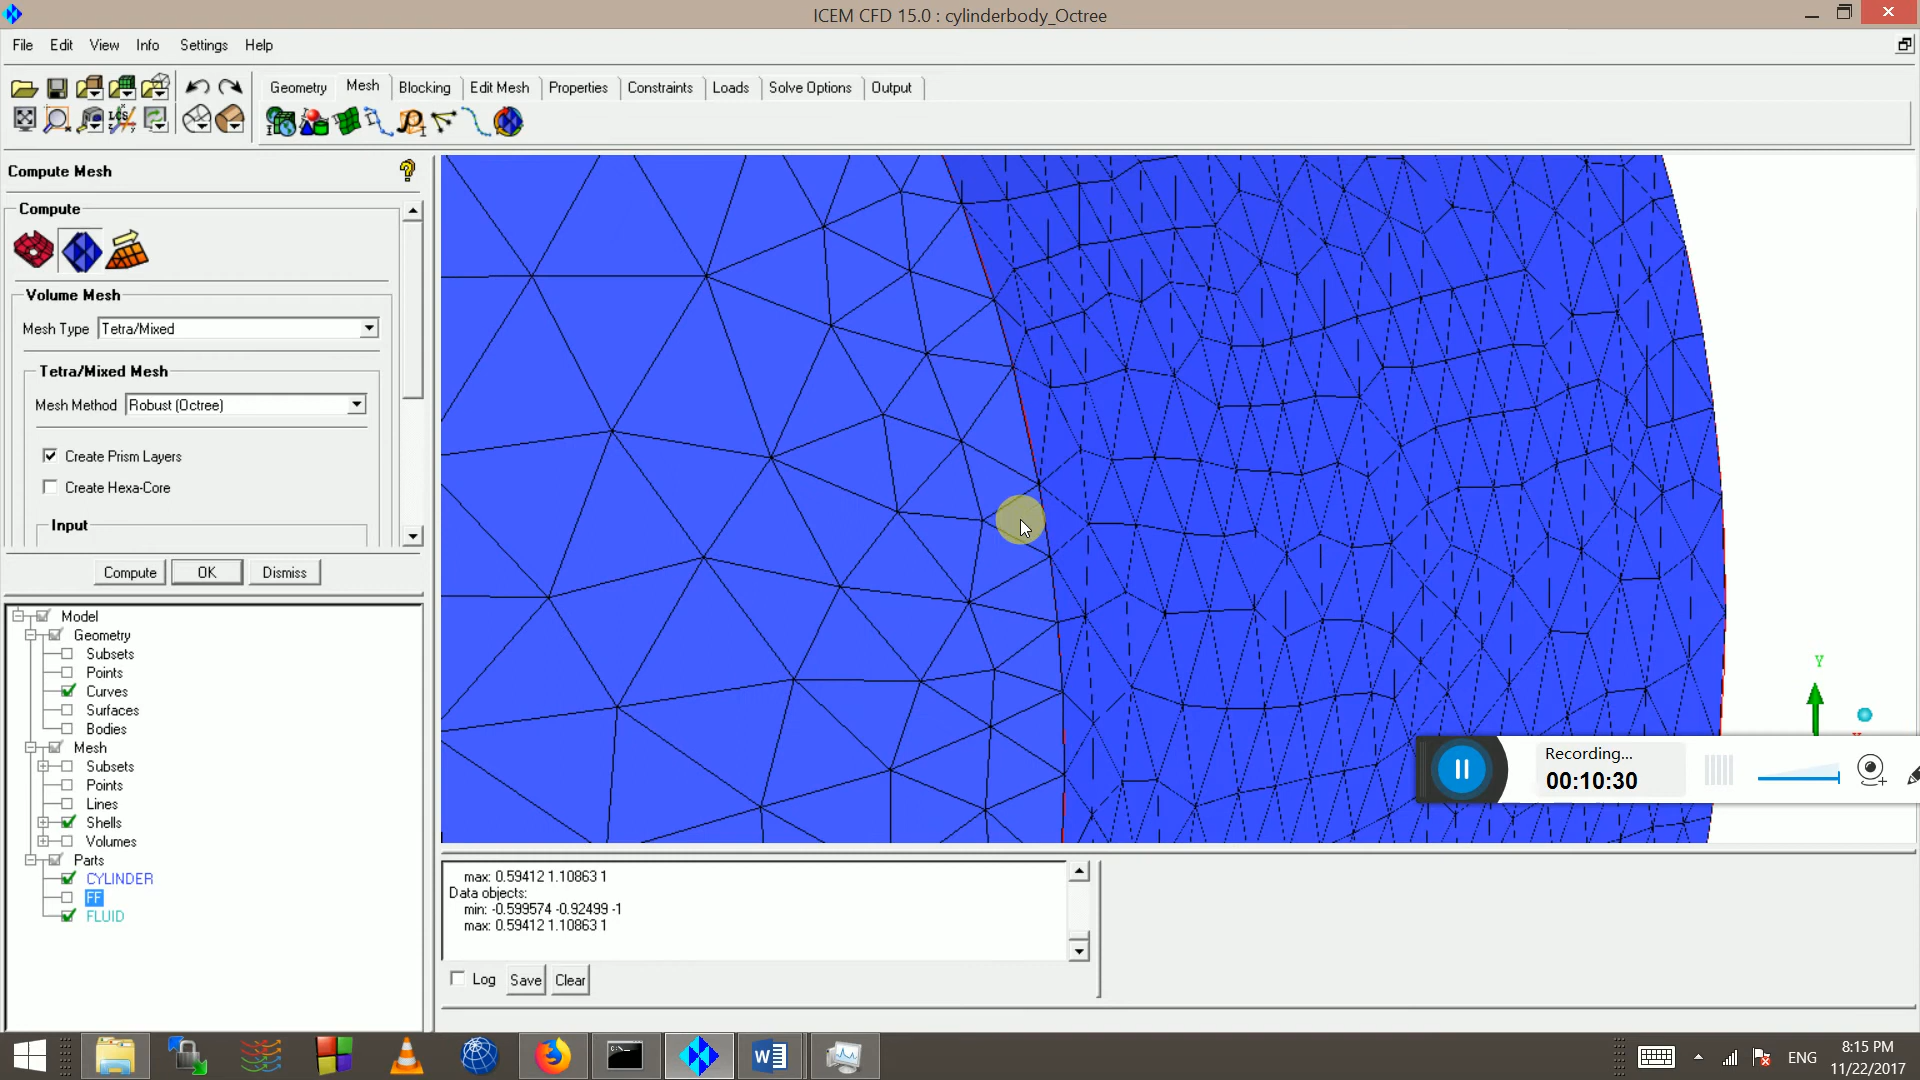 ICEM CFD 15.0 : cylinderbody_Octree
File Edit View Info Settings Help
Geometry Mesh Blocking Edit Mesh Properties Constraints Loads Solve Options Output
LCS
Compute Mesh
?
Compute
Volume Mesh
Mesh Type Tetra/Mixed
Tetra/Mixed Mesh
Mesh Method Robust (Octree)
Create Prism Layers
Create Hexa-Core
Input
Compute OK Dismiss
Model
Geometry
Subsets
Points
Curves
Surfaces
Bodies
Mesh
Subsets
Points
Lines
Shells
Volumes
Parts
CYLINDER
FF
FLUID
Y
Recording...
00:10:30
max: 0.59412 1.10863 1
Data objects:
min: -0.599574 -0.92499 -1
max: 0.59412 1.10863 1
Log Save Clear
ENG
8:15 PM
11/22/2017